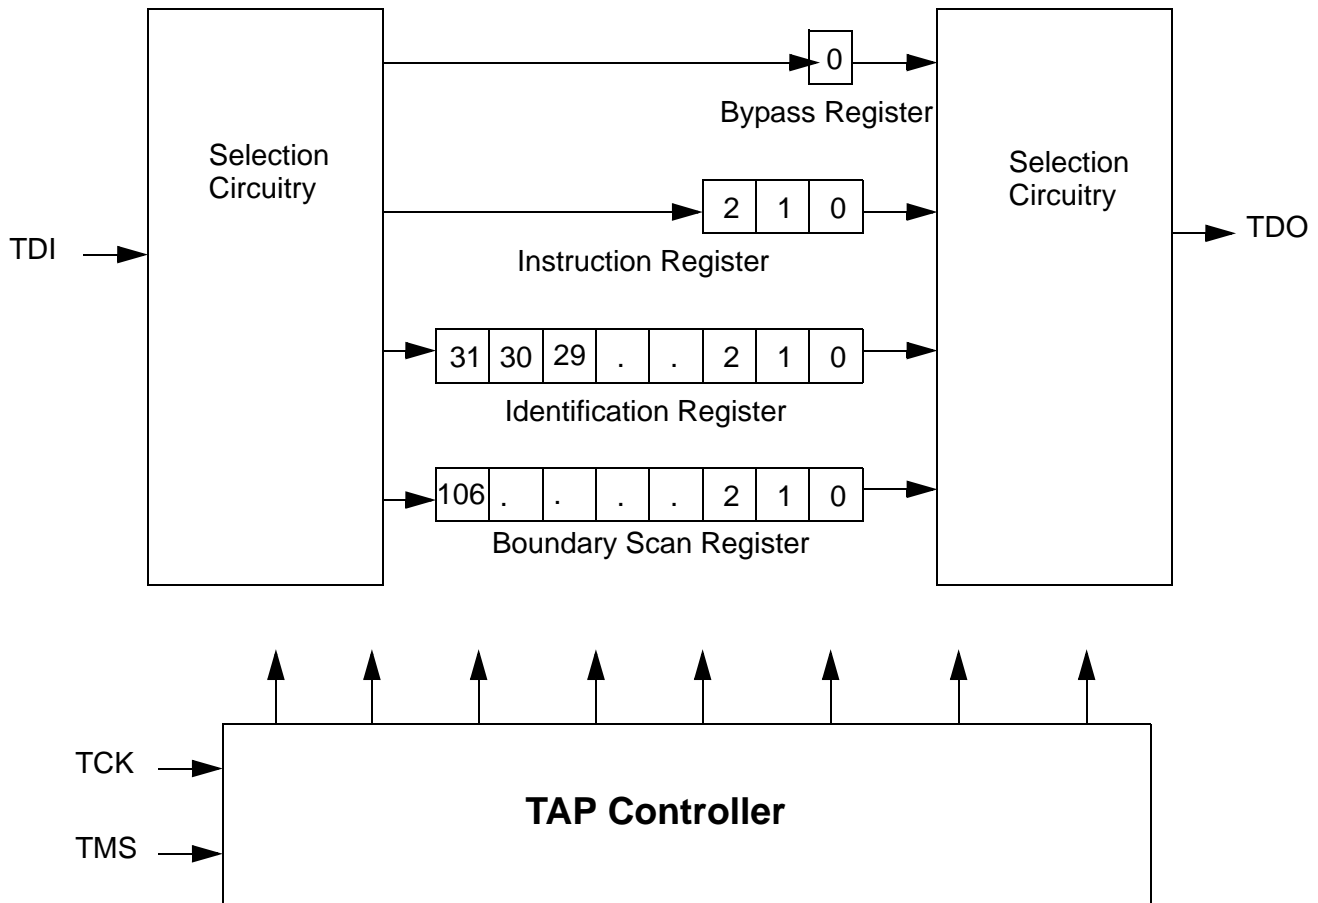 0
Bypass Register
Selection
Circuitry
Selection
Circuitry
2 1 0
TDI
TDO
Instruction Register
31 30 29 . . 2 1 0
Identification Register
106 . . . . 2 1 0
Boundary Scan Register
TCK
TAP Controller
TMS